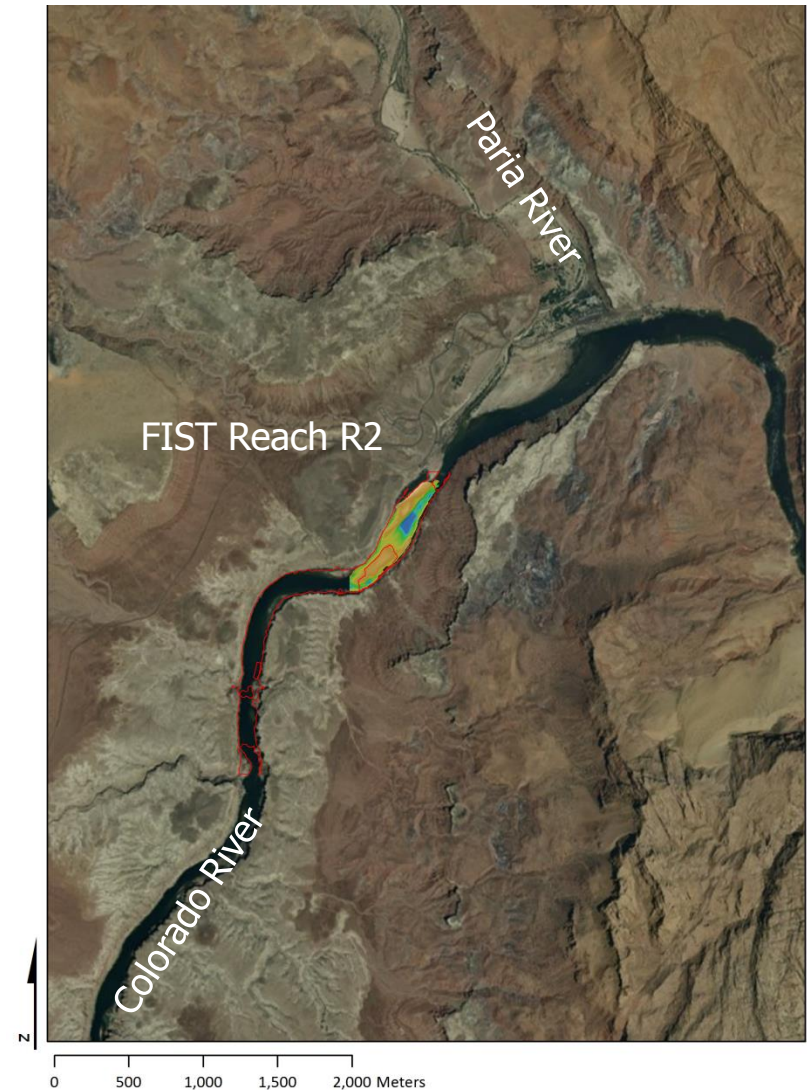 Paria River
FIST Reach R2
Colorado River
N
0 500 1,000 1,500 2,000 Meters